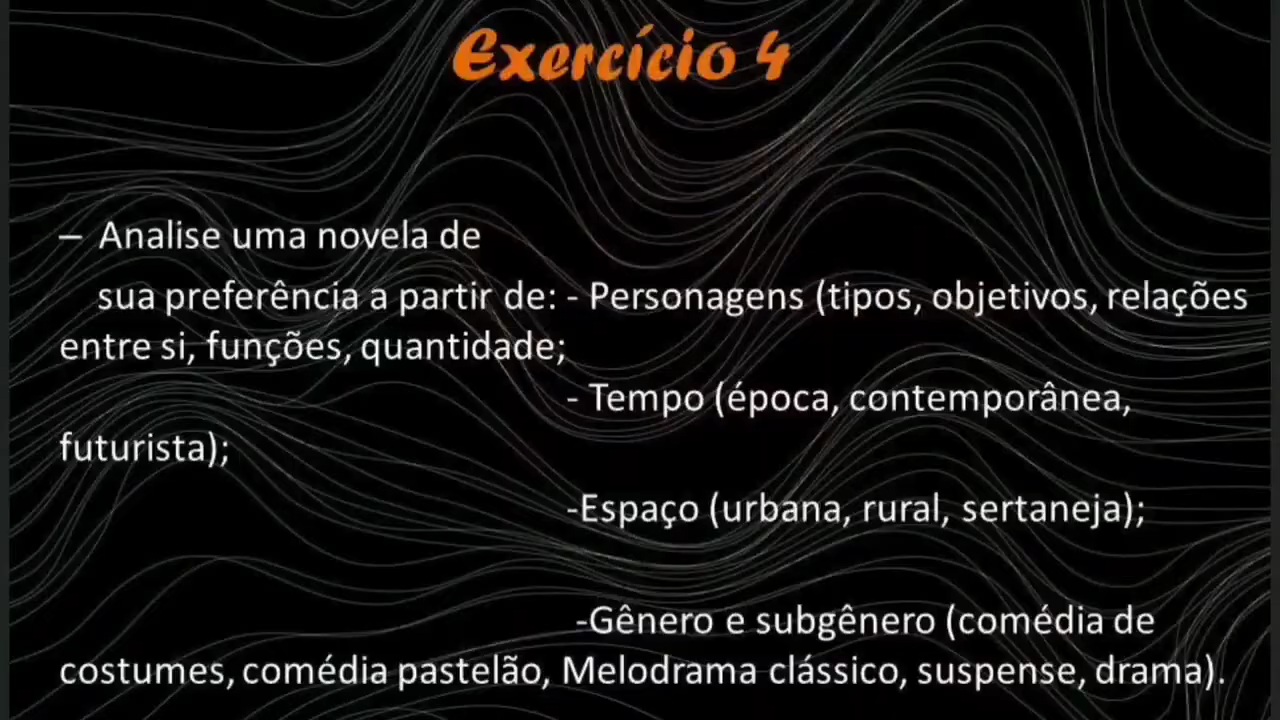 Exercício 4
– Analise uma novela de
sua preferência a partir de: - Personagens (tipos, objetivos, relações
entre si, funções, quantidade;
- Tempo (época, contemporânea,
futurista);
-Espaço (urbana, rural, sertaneja);
-Gênero e subgênero (comédia de
costumes, comédia pastelão, Melodrama clássico, suspense, drama).